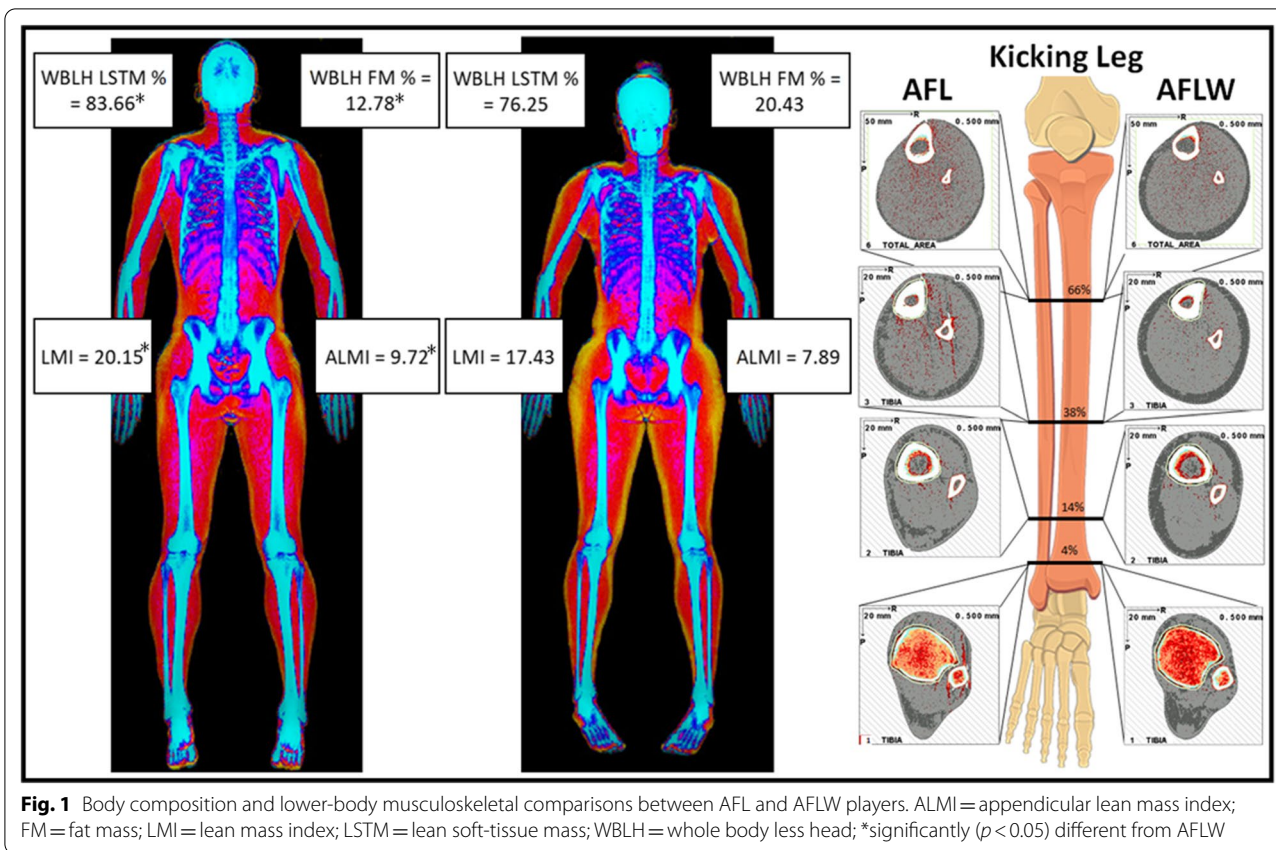 WBLH LSTM %
= 83.66*
WBLH FM % =
12.78*
LMI = 20.15*
ALMI = 9.72*
WBLH LSTM %
= 76.25
WBLH FM % =
20.43
LMI = 17.43
ALMI = 7.89
Kicking Leg
AFL
AFLW
50 mm
R
0.500 mm
P
6 TOTAL_AREA
50 mm
R
0.500 mm
P
6 TOTAL_AREA
66%
20 mm
R
0.500 mm
P
3 TIBIA
20 mm
R
0.500 mm
P
3 TIBIA
38%
20 mm
R
0.500 mm
P
2 TIBIA
20 mm
R
0.500 mm
P
2 TIBIA
14%
4%
20 mm
R
0.500 mm
P
1 TIBIA
20 mm
R
0.500 mm
P
1 TIBIA
Fig. 1 Body composition and lower-body musculoskeletal comparisons between AFL and AFLW players. ALMI = appendicular lean mass index;
FM = fat mass; LMI = lean mass index; LSTM = lean soft-tissue mass; WBLH = whole body less head; *significantly (p < 0.05) different from AFLW